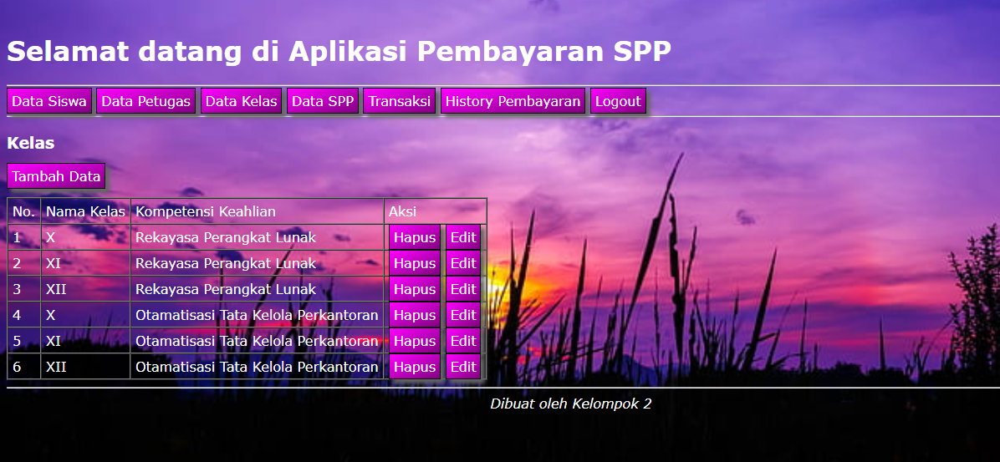 Selamat datang di Aplikasi Pembayaran SPP
Data Siswa Data Petugas Data Kelas Data SPP Transaksi History Pembayaran Logout
Kelas
Tambah Data
No. Nama Kelas Kompetensi Keahlian Aksi
1 X Rekayasa Perangkat Lunak Hapus Edit
2 XI Rekayasa Perangkat Lunak Hapus Edit
3 XII Rekayasa Perangkat Lunak Hapus Edit
4 X Otamatisasi Tata Kelola Perkantoran Hapus Edit
5 XI Otamatisasi Tata Kelola Perkantoran Hapus Edit
6 XII Otamatisasi Tata Kelola Perkantoran Hapus Edit
Dibuat oleh Kelompok 2